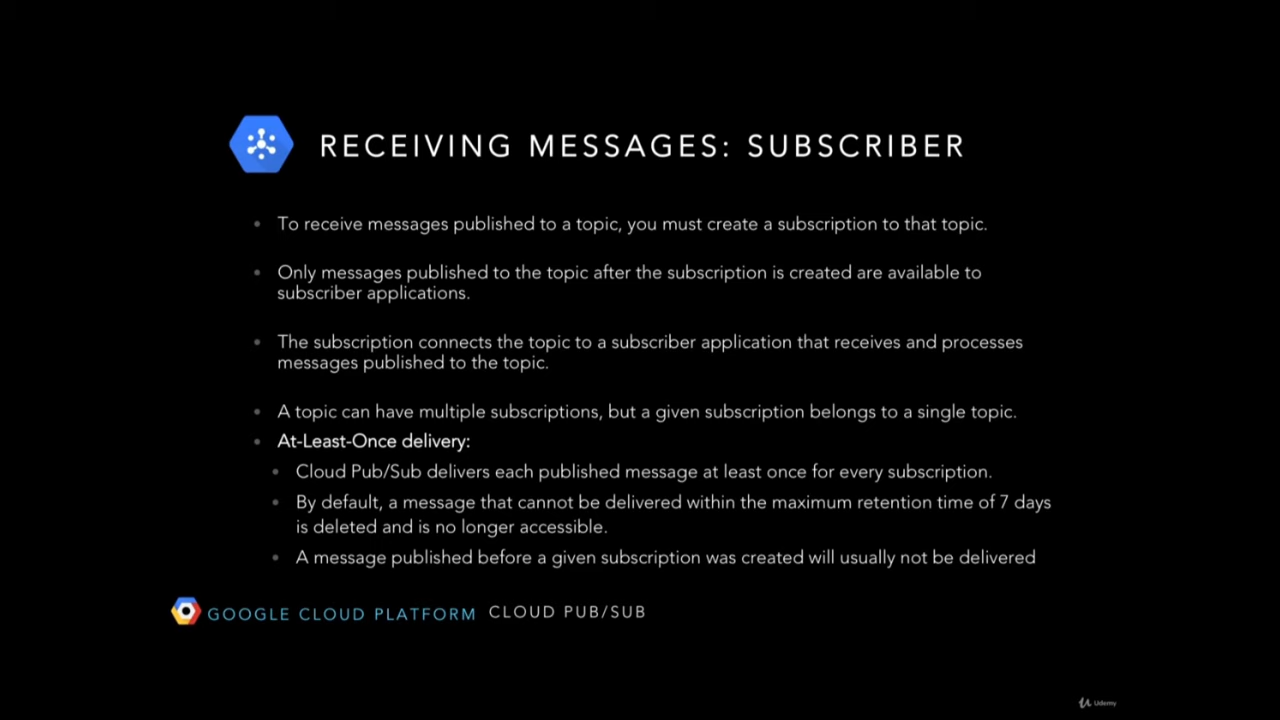 RECEIVING MESSAGES: SUBSCRIBER
• To receive messages published to a topic, you must create a subscription to that topic.
• Only messages published to the topic after the subscription is created are available to
subscriber applications.
• The subscription connects the topic to a subscriber application that receives and processes
messages published to the topic.
• A topic can have multiple subscriptions, but a given subscription belongs to a single topic.
• At-Least-Once delivery:
• Cloud Pub/Sub delivers each published message at least once for every subscription.
• By default, a message that cannot be delivered within the maximum retention time of 7 days
is deleted and is no longer accessible.
• A message published before a given subscription was created will usually not be delivered
GOOGLE CLOUD PLATFORM CLOUD PUB/SUB
Udemy